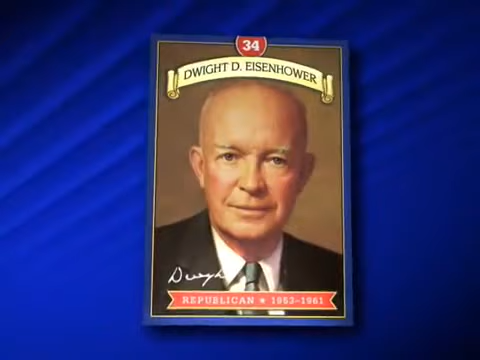 34
DWIGHT D. EISENHOWER
REPUBLICAN ★ 1953–1961